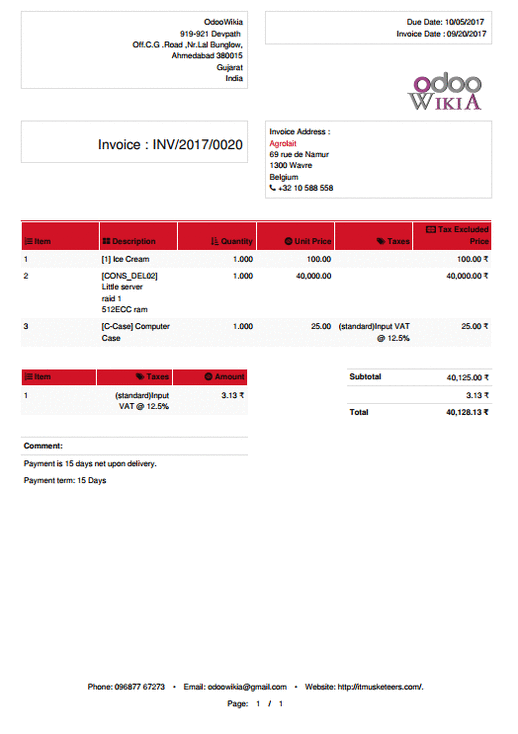 OdooWikia
919-921 Devpath
Off.C.G .Road ,Nr.Lal Bunglow,
Ahmedabad 380015
Gujarat
India
Due Date: 10/05/2017
Invoice Date : 09/20/2017
odoo
WIKIA
Invoice : INV/2017/0020
Invoice Address :
Agrolait
69 rue de Namur
1300 Wavre
Belgium
+32 10 588 558
Item Description Quantity Unit Price Taxes Tax Excluded
Price
1 [1] Ice Cream 1.000 100.00 100.00 ₹
2 [CONS_DEL02] 1.000 40,000.00 40,000.00 ₹
Little server
raid 1
512ECC ram
3 [C-Case] Computer 1.000 25.00 (standard)Input VAT 25.00 ₹
Case @ 12.5%
Item Taxes Amount
1 (standard)Input 3.13 ₹
VAT @ 12.5%
Subtotal 40,125.00 ₹
3.13 ₹
Total 40,128.13 ₹
Comment:
Payment is 15 days net upon delivery.
Payment term: 15 Days
Phone: 096877 67273 • Email: odoowikia@gmail.com • Website: http://itmusketeers.com/.
Page: 1 / 1